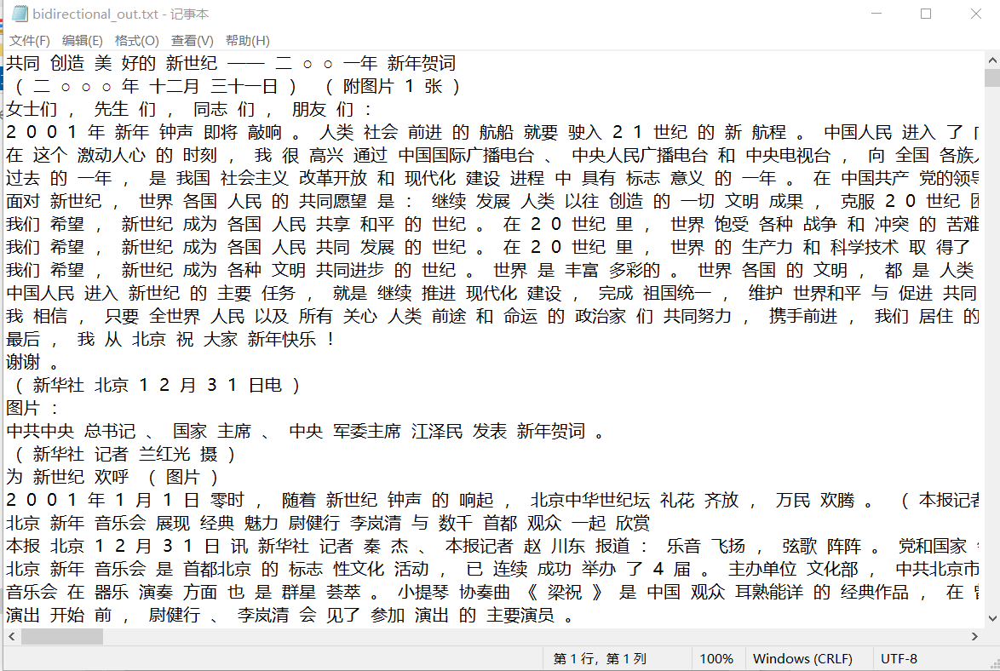 bidirectional_out.txt - 记事本
文件(F) 编辑(E) 格式(O) 查看(V) 帮助(H)
共同 创造 美 好的 新世纪 —— 二 ○ ○ 一年 新年贺词
（ 二 ○ ○ ○ 年 十二月 三十一日 ） （ 附图片 1 张 ）
女士们 ， 先生 们 ， 同志 们 ， 朋友 们 ：
2 0 0 1 年 新年 钟声 即将 敲响 。 人类 社会 前进 的 航船 就要 驶入 2 1 世纪 的 新 航程 。 中国人民 进入 了
在 这个 激动人心 的 时刻 ， 我 很 高兴 通过 中国国际广播电台 、 中央人民广播电台 和 中央电视台 ， 向 全国 各族
过去 的 一年 ， 是 我国 社会主义 改革开放 和 现代化 建设 进程 中 具有 标志 意义 的 一年 。 在 中国共产 党的领
面对 新世纪 ， 世界 各国 人民 的 共同愿望 是 ： 继续 发展 人类 以往 创造 的 一切 文明 成果 ， 克服 2 0 世纪
我们 希望 ， 新世纪 成为 各国 人民 共享 和平 的 世纪 。 在 2 0 世纪 里 ， 世界 饱受 各种 战争 和 冲突 的 苦难
我们 希望 ， 新世纪 成为 各国 人民 共同 发展 的 世纪 。 在 2 0 世纪 里 ， 世界 的 生产力 和 科学技术 取 得了
我们 希望 ， 新世纪 成为 各种 文明 共同进步 的 世纪 。 世界 是 丰富 多彩的 。 世界 各国 的 文明 ， 都 是 人类
中国人民 进入 新世纪 的 主要 任务 ， 就是 继续 推进 现代化 建设 ， 完成 祖国统一 ， 维护 世界和平 与 促进 共同
我 相信 ， 只要 全世界 人民 以及 所有 关心 人类 前途 和 命运 的 政治家 们 共同努力 ， 携手前进 ， 我们 居住 的
最后 ， 我 从 北京 祝 大家 新年快乐 ！
谢谢 。
（ 新华社 北京 1 2 月 3 1 日电 ）
图片 ：
中共中央 总书记 、 国家 主席 、 中央 军委主席 江泽民 发表 新年贺词 。
（ 新华社 记者 兰红光 摄 ）
为 新世纪 欢呼 （ 图片 ）
2 0 0 1 年 1 月 1 日 零时 ， 随着 新世纪 钟声 的 响起 ， 北京中华世纪坛 礼花 齐放 ， 万民 欢腾 。 （ 本报记者
北京 新年 音乐会 展现 经典 魅力 尉健行 李岚清 与 数千 首都 观众 一起 欣赏
本报 北京 1 2 月 3 1 日 讯 新华社 记者 秦 杰 、 本报记者 赵 川东 报道 ： 乐音 飞扬 ， 弦歌 阵阵 。 党和国家
北京 新年 音乐会 是 首都北京 的 标志 性文化 活动 ， 已 连续 成功 举办 了 4 届 。 主办单位 文化部 ， 中共北京市
音乐会 在 器乐 演奏 方面 也 是 群星 荟萃 。 小提琴 协奏曲 《 梁祝 》 是 中国 观众 耳熟能详 的 经典作品 ， 在
演出 开始 前 ， 尉健行 、 李岚清 会 见了 参加 演出 的 主要演员 。
第 1 行，第 1 列 100% Windows (CRLF) UTF-8